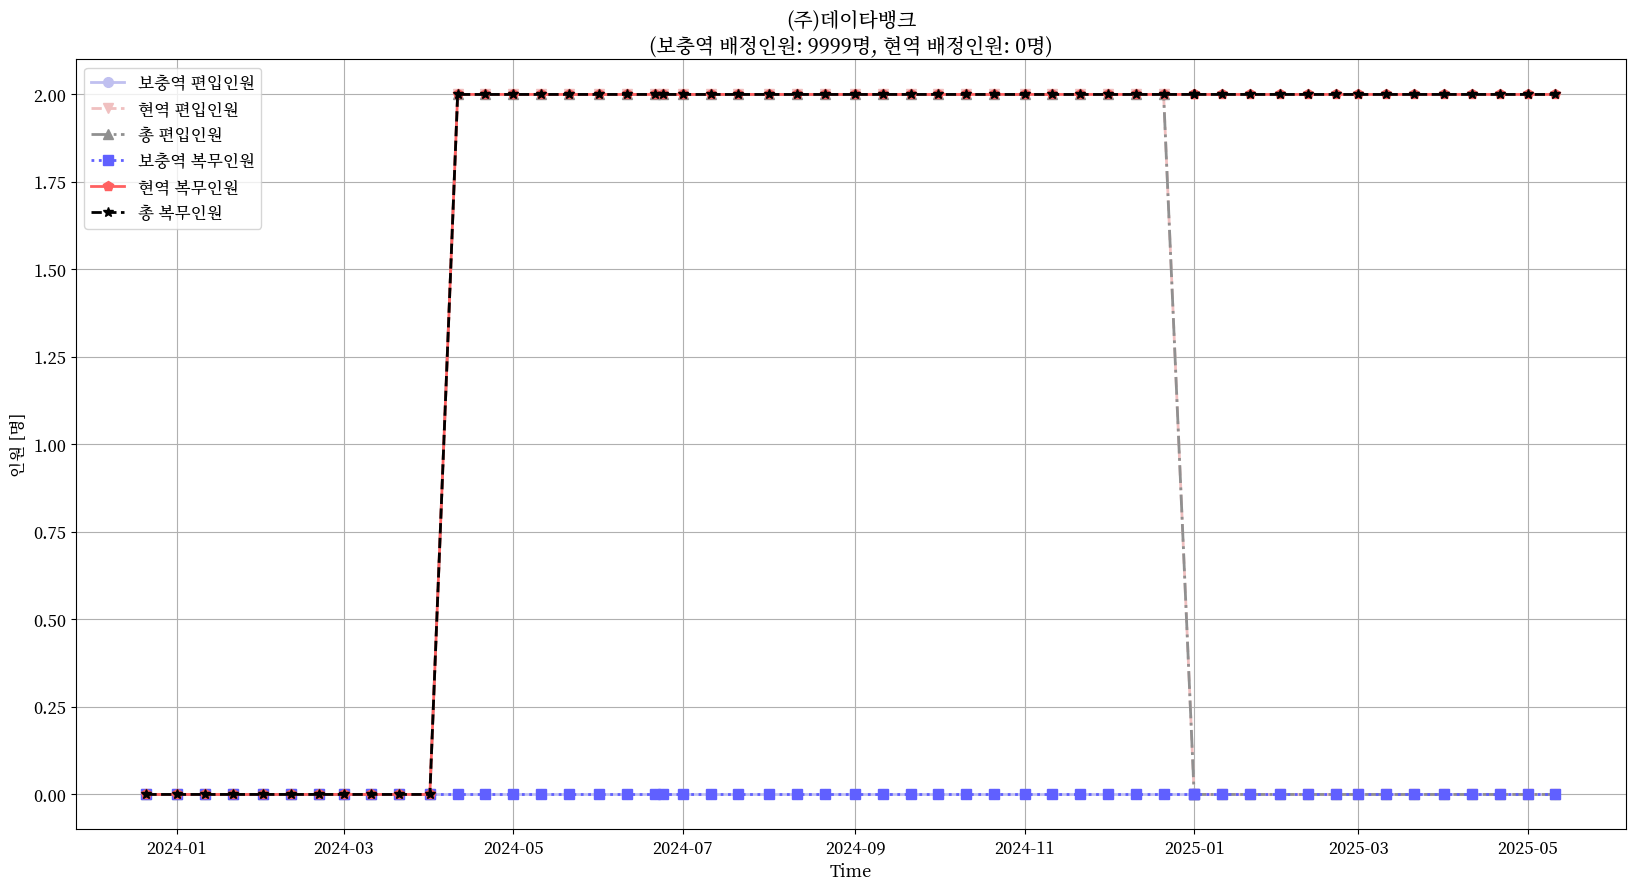 (주)데이타뱅크
(보충역 배정인원: 9999명, 현역 배정인원: 0명)
보충역 편입인원
현역 편입인원
총 편입인원
보충역 복무인원
현역 복무인원
총 복무인원
2.00
1.75
1.50
1.25
1.00
0.75
0.50
0.25
0.00
인원 [명]
2024-01 2024-03 2024-05 2024-07 2024-09 2024-11 2025-01 2025-03 2025-05
Time